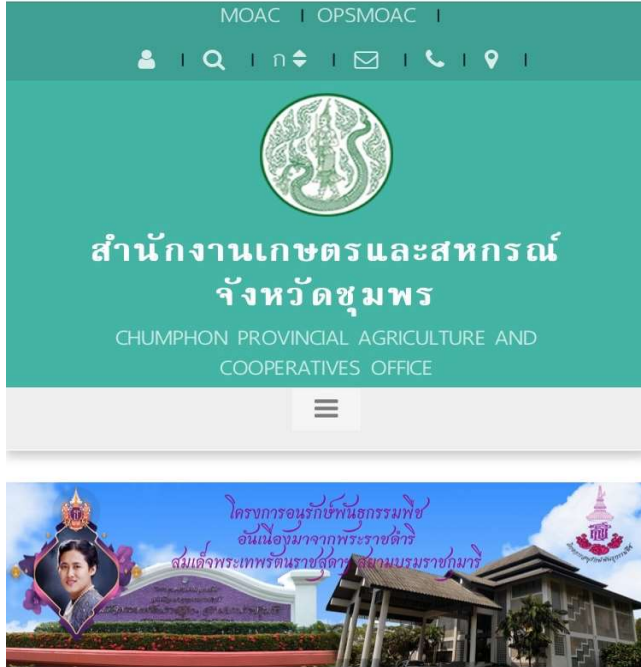 MOAC | OPSMOAC |
ก
สำนักงานเกษตรและสหกรณ์
จังหวัดชุมพร
CHUMPHON PROVINCIAL AGRICULTURE AND
COOPERATIVES OFFICE
โครงการอนุรักษ์พันธุกรรมพืช
อันเนื่องมาจากพระราชดำริ
สมเด็จพระเทพรัตนราชสุดาฯ สยามบรมราชกุมารี